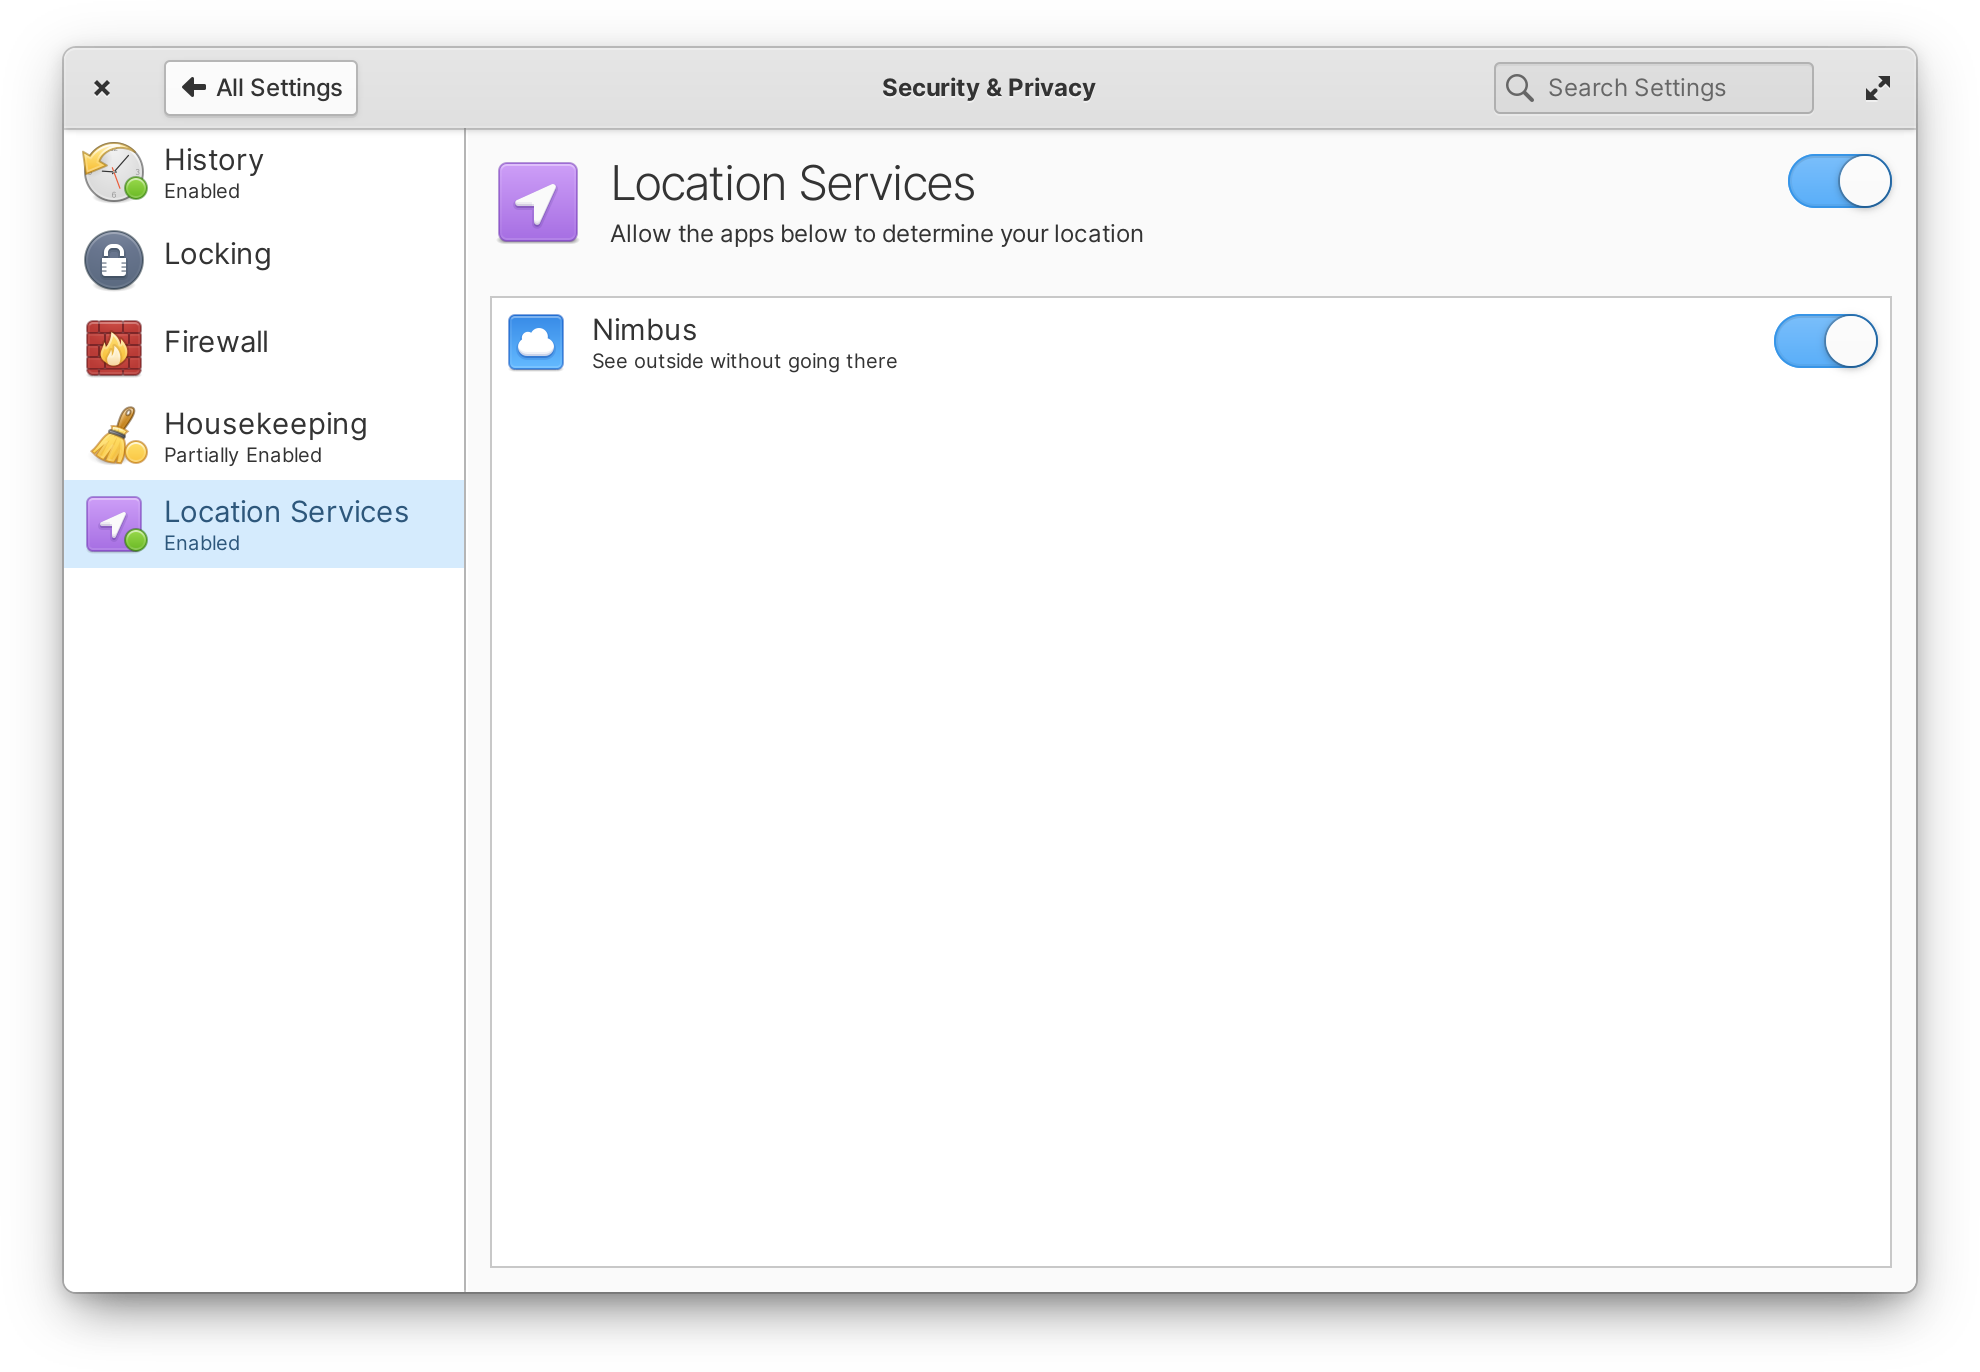 All Settings
Security & Privacy
Search Settings
History
Enabled
Locking
Firewall
Housekeeping
Partially Enabled
Location Services
Enabled
Location Services
Allow the apps below to determine your location
Nimbus
See outside without going there